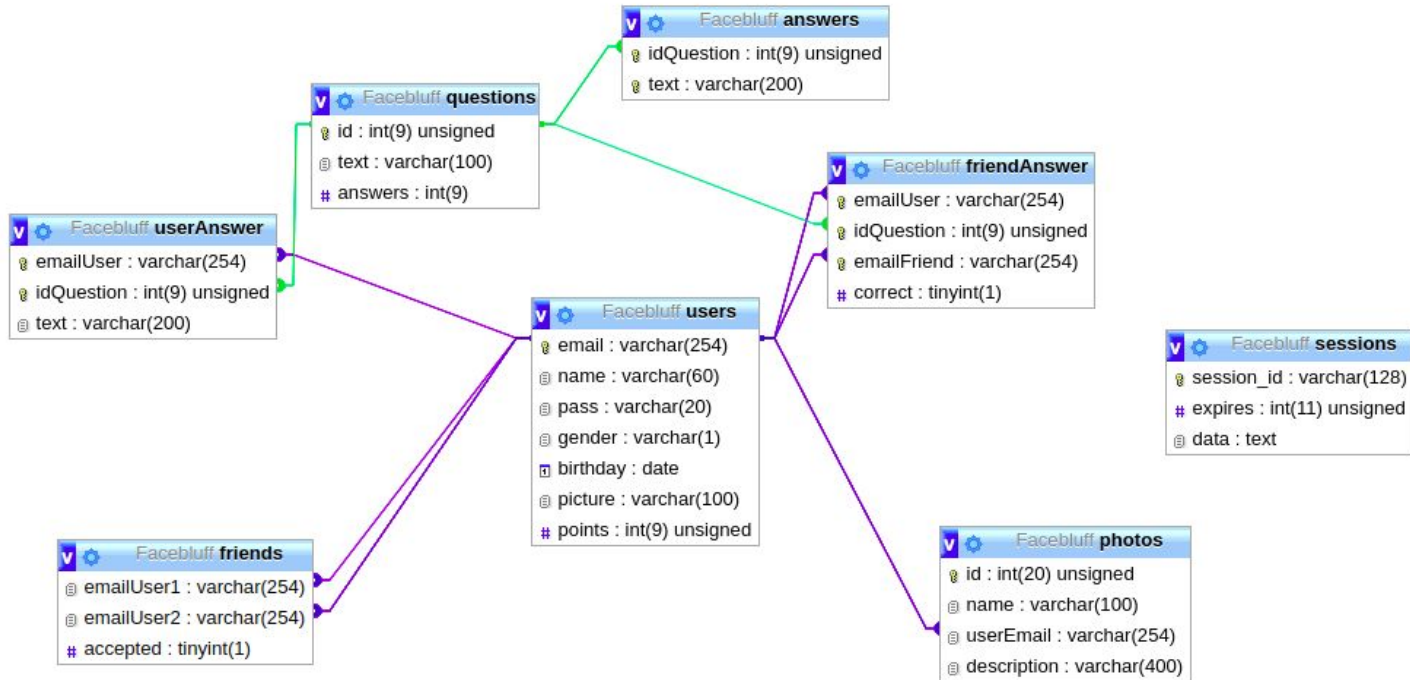 Facebluff answers
idQuestion : int(9) unsigned
text : varchar(200)
Facebluff questions
id : int(9) unsigned
text : varchar(100)
answers : int(9)
Facebluff friendAnswer
emailUser : varchar(254)
idQuestion : int(9) unsigned
emailFriend : varchar(254)
correct : tinyint(1)
Facebluff userAnswer
emailUser : varchar(254)
idQuestion : int(9) unsigned
text : varchar(200)
Facebluff users
email : varchar(254)
name : varchar(60)
pass : varchar(20)
gender : varchar(1)
birthday : date
picture : varchar(100)
points : int(9) unsigned
Facebluff sessions
session_id : varchar(128)
expires : int(11) unsigned
data : text
Facebluff friends
emailUser1 : varchar(254)
emailUser2 : varchar(254)
accepted : tinyint(1)
Facebluff photos
id : int(20) unsigned
name : varchar(100)
userEmail : varchar(254)
description : varchar(400)